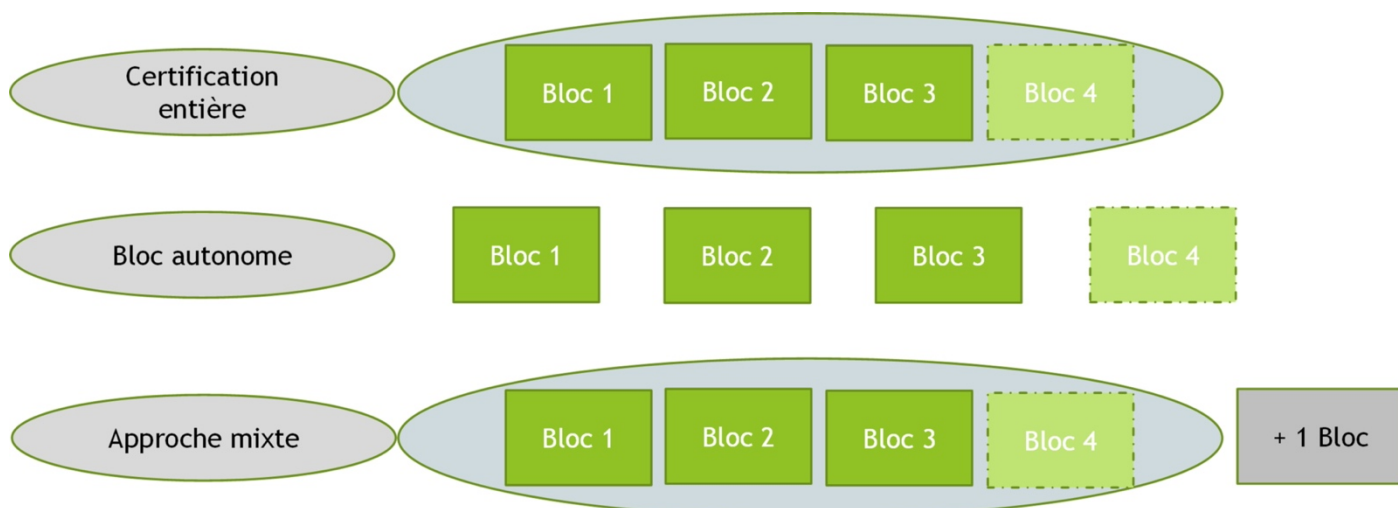 Certification
entière
Bloc 1
Bloc 2
Bloc 3
Bloc 4
Bloc autonome
Bloc 1
Bloc 2
Bloc 3
Bloc 4
Approche mixte
Bloc 1
Bloc 2
Bloc 3
Bloc 4
+ 1 Bloc